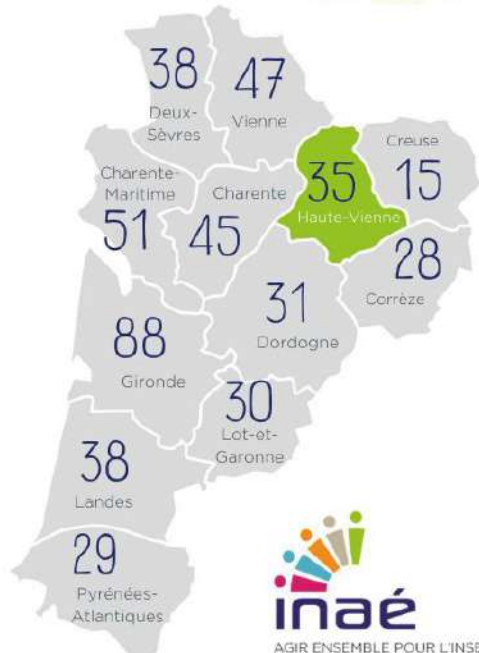 38
Deux-
Sèvres
47
Vienne
Creuse
15
35
Haute-Vienne
Charente-
Maritime
51
Charente
45
28
Corrèze
31
Dordogne
88
Gironde
30
Lot-et-
Garonne
38
Landes
29
Pyrénées-
Atlantiques
inaé
AGIR ENSEMBLE POUR L'INSE